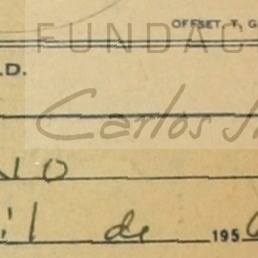 OFFSET, T, G
FUNDAC
.D.
Carlos
NO
il de 195